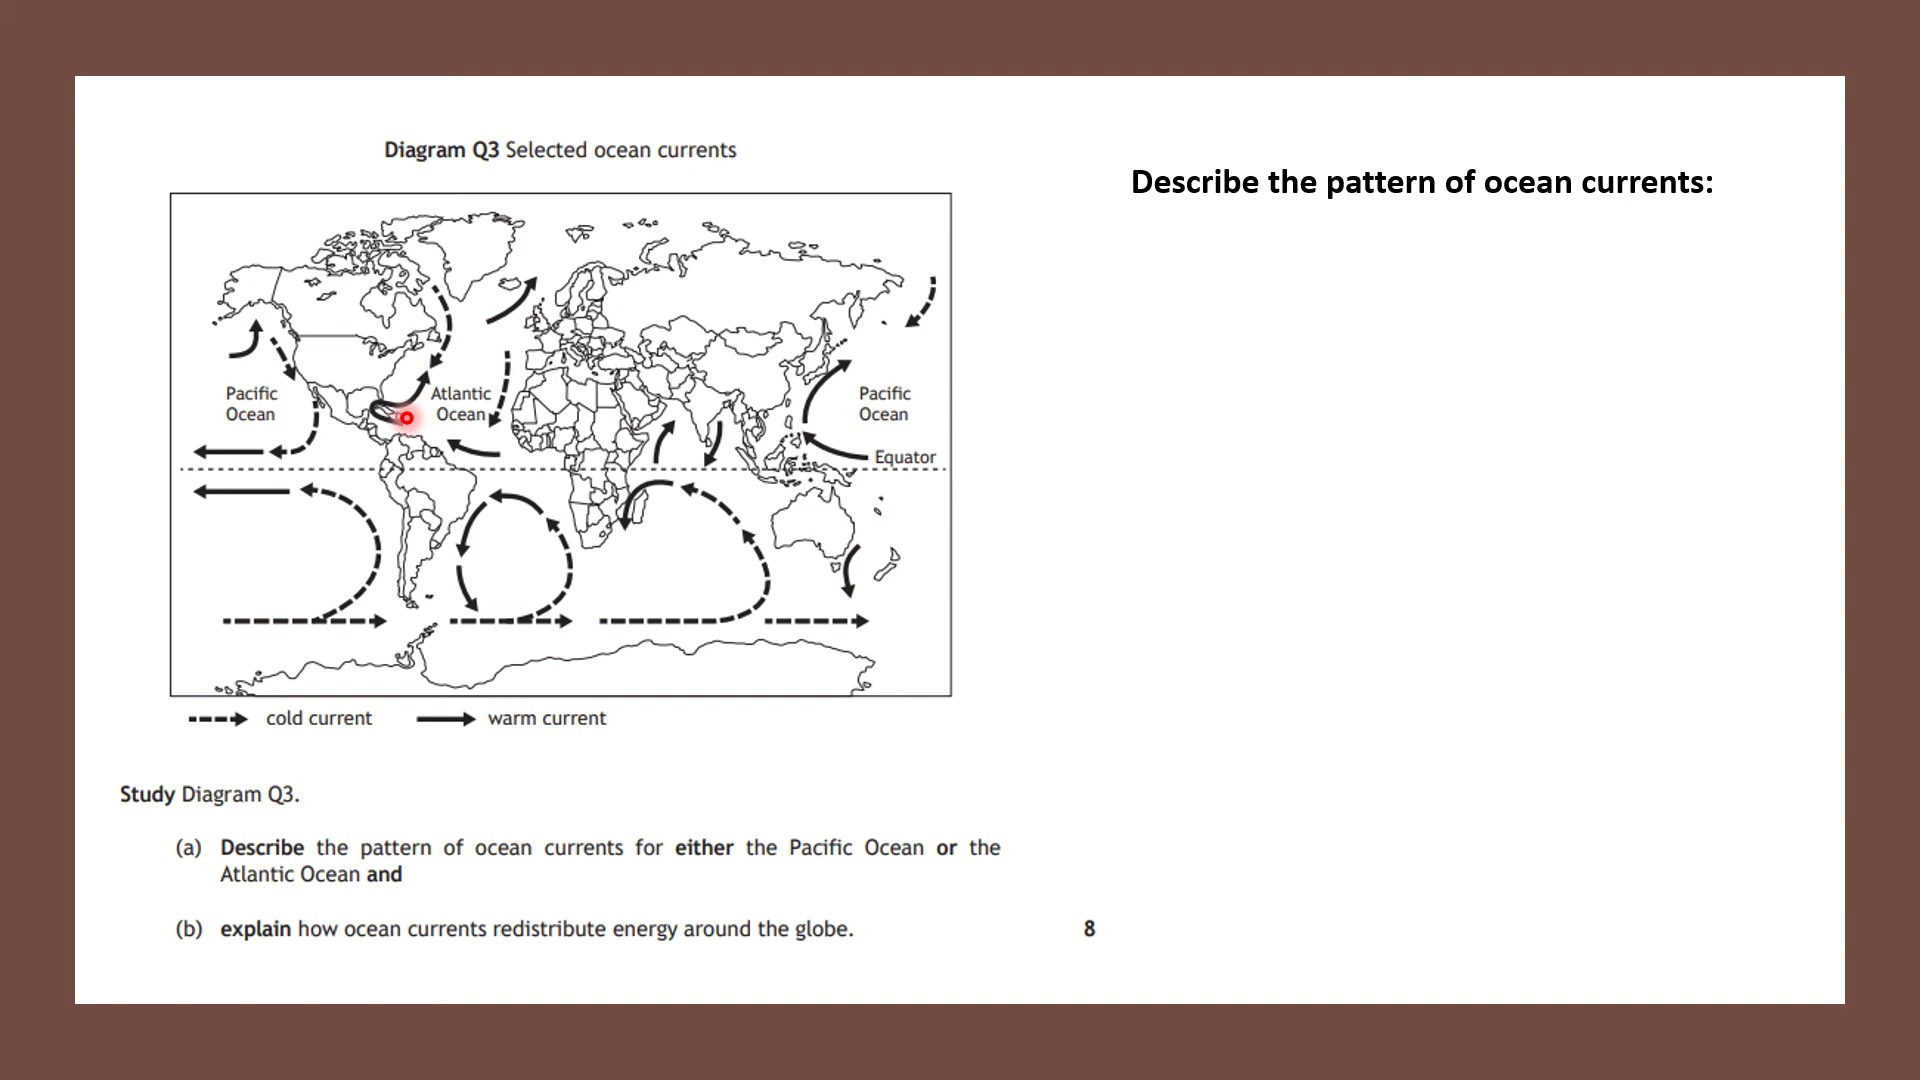 Diagram Q3 Selected ocean currents
Describe the pattern of ocean currents:
Pacific
Ocean
Atlantic
Ocean
Pacific
Ocean
Equator
cold current
warm current
Study Diagram Q3.
(a) Describe the pattern of ocean currents for either the Pacific Ocean or the
Atlantic Ocean and
(b) explain how ocean currents redistribute energy around the globe.
8